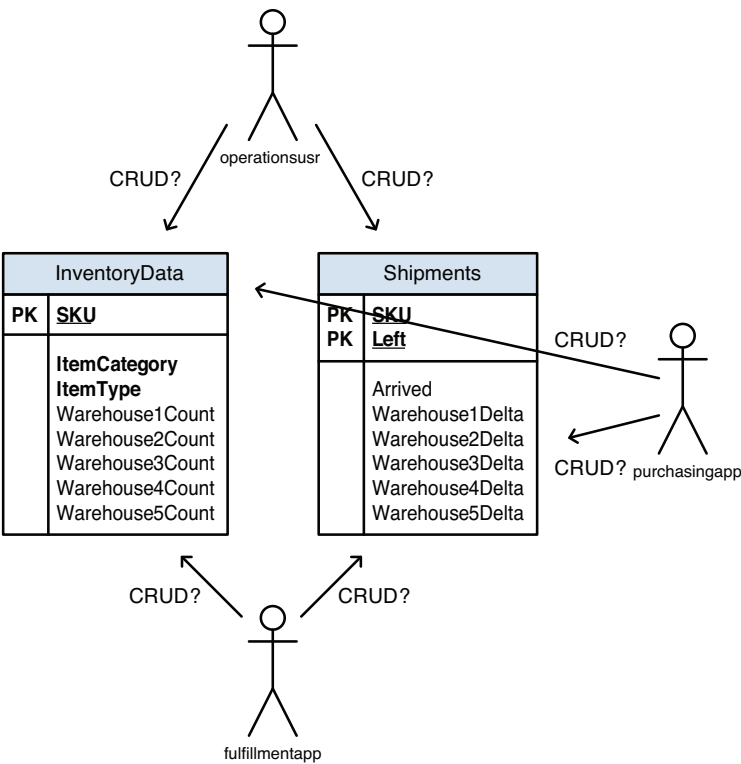 operationsusr
CRUD?
CRUD?
InventoryData
PK SKU
ItemCategory
ItemType
Warehouse1Count
Warehouse2Count
Warehouse3Count
Warehouse4Count
Warehouse5Count
Shipments
PK SKU
PK Left
Arrived
Warehouse1Delta
Warehouse2Delta
Warehouse3Delta
Warehouse4Delta
Warehouse5Delta
CRUD?
CRUD?
purchasingapp
CRUD?
CRUD?
fulfillmentapp